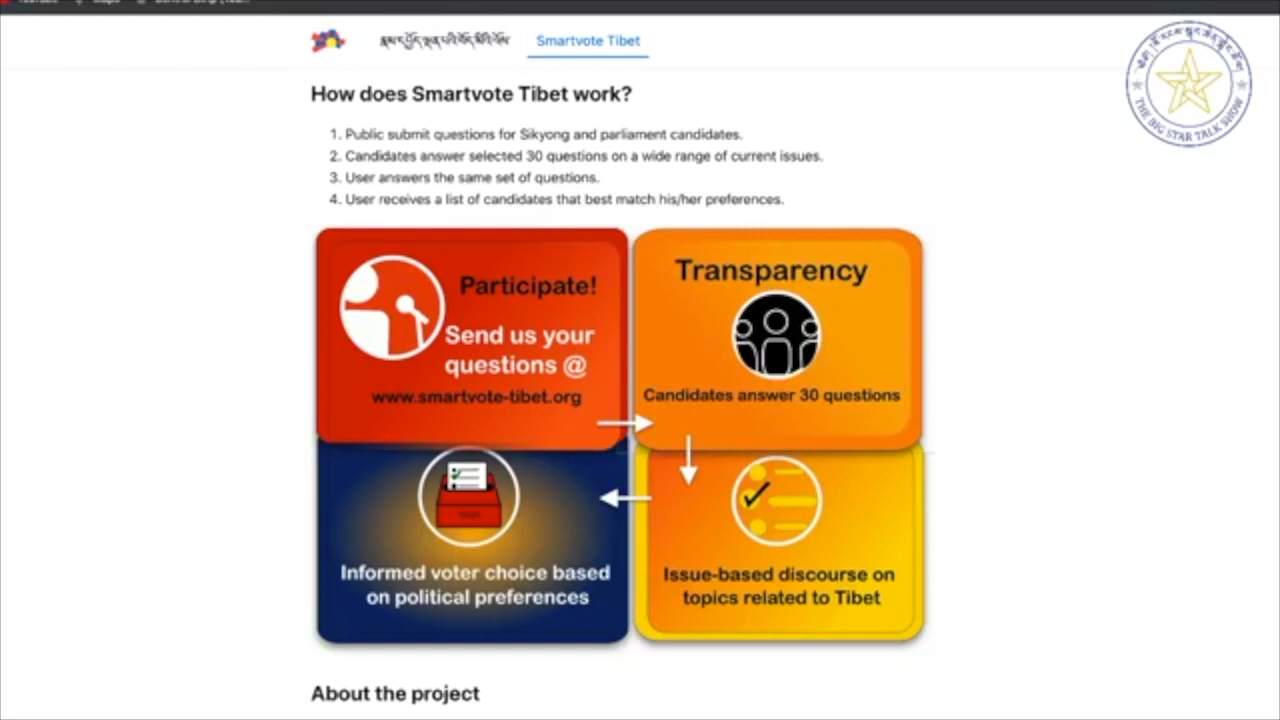 Smartvote Tibet
How does Smartvote Tibet work?
1. Public submit questions for Sikyong and parliament candidates.
2. Candidates answer selected 30 questions on a wide range of current issues.
3. User answers the same set of questions.
4. User receives a list of candidates that best match his/her preferences.
Participate!
Send us your
questions @
www.smartvote-tibet.org
Transparency
Candidates answer 30 questions
Informed voter choice based
on political preferences
Issue-based discourse on
topics related to Tibet
About the project
THE BIG STAR TALK SHOW